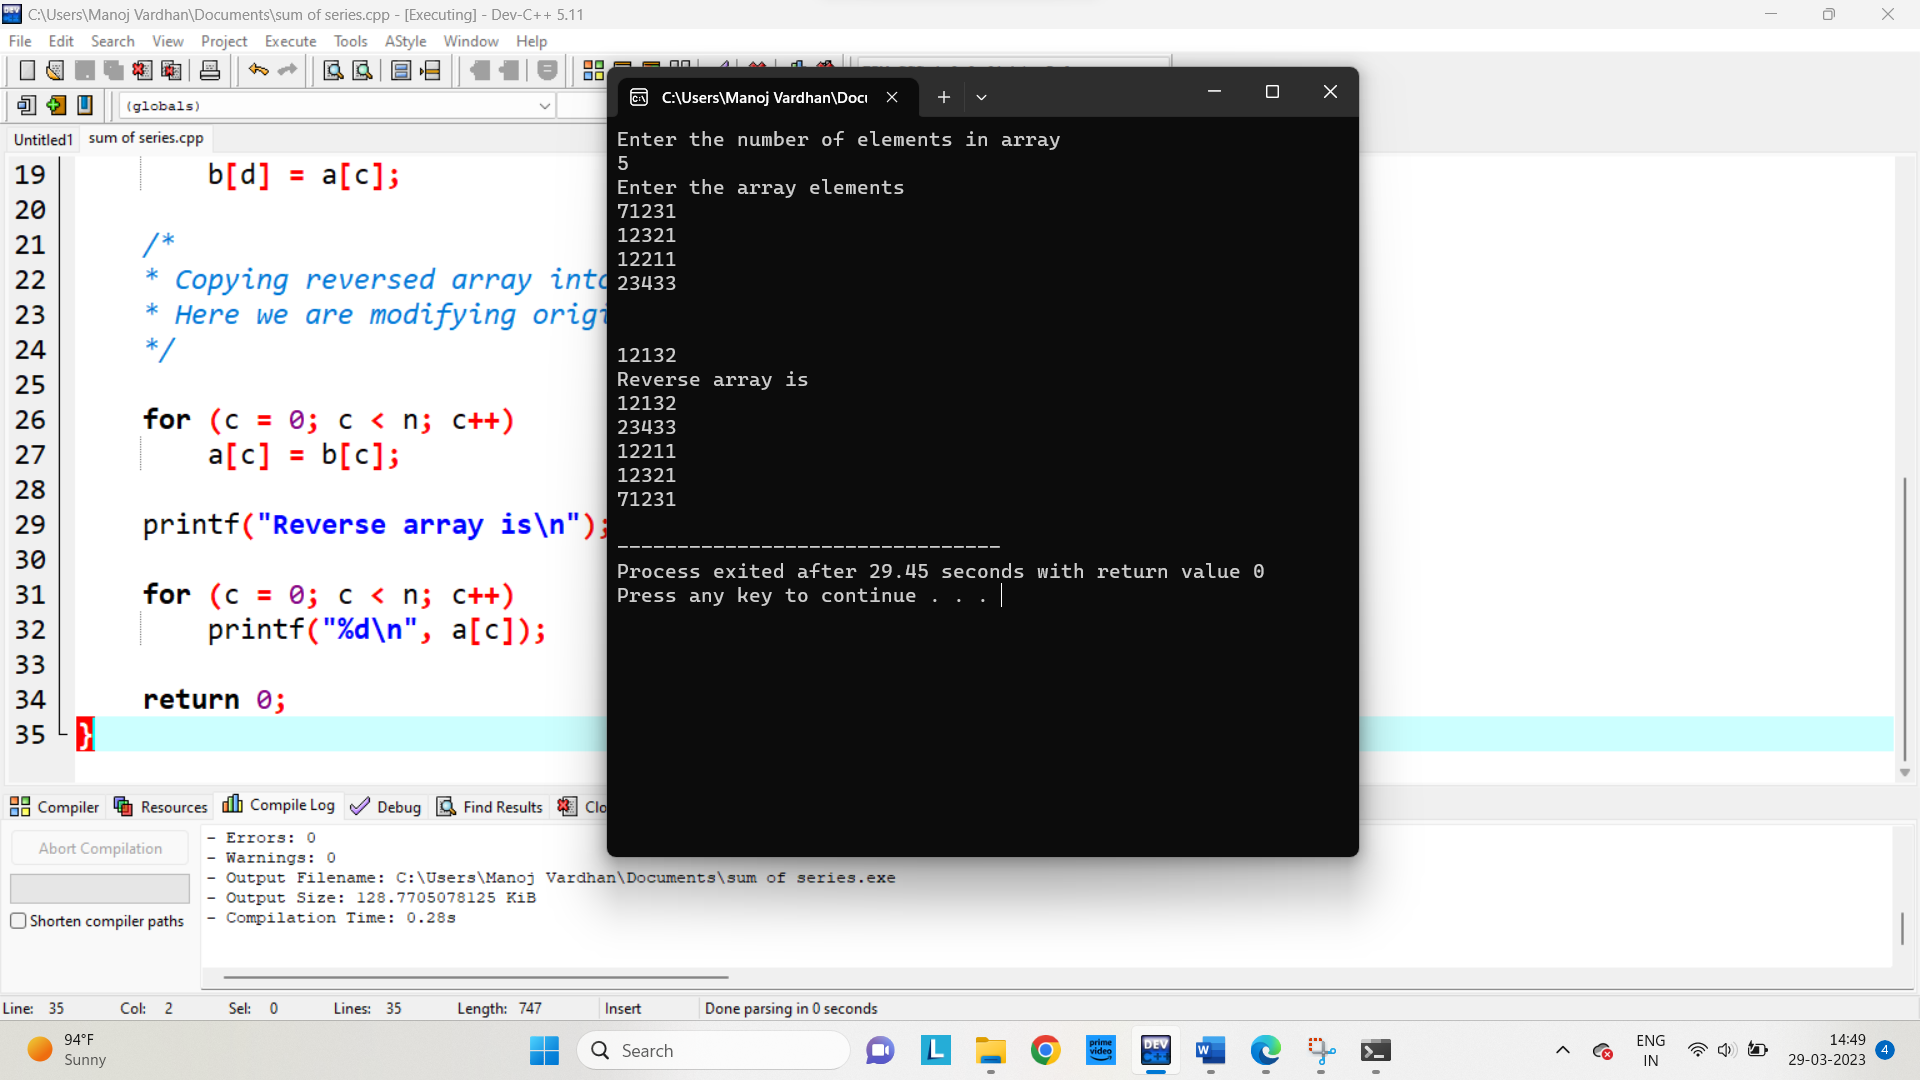 C:\Users\Manoj Vardhan\Documents\sum of series.cpp - [Executing] - Dev-C++ 5.11
File Edit Search View Project Execute Tools AStyle Window Help
(globals)
Untitled1 sum of series.cpp
19 b[d] = a[c];
20
21 /*
22 * Copying reversed array into
23 * Here we are modifying origi
24 */
25
26 for (c = 0; c < n; c++)
27 a[c] = b[c];
28
29 printf("Reverse array is\n");
30
31 for (c = 0; c < n; c++)
32 printf("%d\n", a[c]);
33
34 return 0;
35 }
C:\Users\Manoj Vardhan\Docu
Enter the number of elements in array
5
Enter the array elements
71231
12321
12211
23433
12132
Reverse array is
12132
23433
12211
12321
71231
--------------------------------
Process exited after 29.45 seconds with return value 0
Press any key to continue . . .
Compiler Resources Compile Log Debug Find Results Clo
Abort Compilation
Shorten compiler paths
- Errors: 0
- Warnings: 0
- Output Filename: C:\Users\Manoj Vardhan\Documents\sum of series.exe
- Output Size: 128.7705078125 KiB
- Compilation Time: 0.28s
Line: 35 Col: 2 Sel: 0 Lines: 35 Length: 747 Insert Done parsing in 0 seconds
94°F
Sunny
Search
L
prime video
DEV C++
W
ENG
IN
14:49
29-03-2023
4